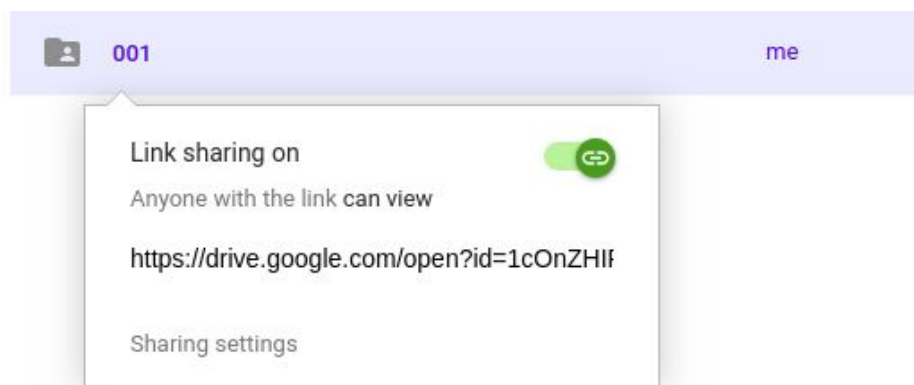 001 me
Link sharing on
Anyone with the link can view
https://drive.google.com/open?id=1cOnZHI
Sharing settings